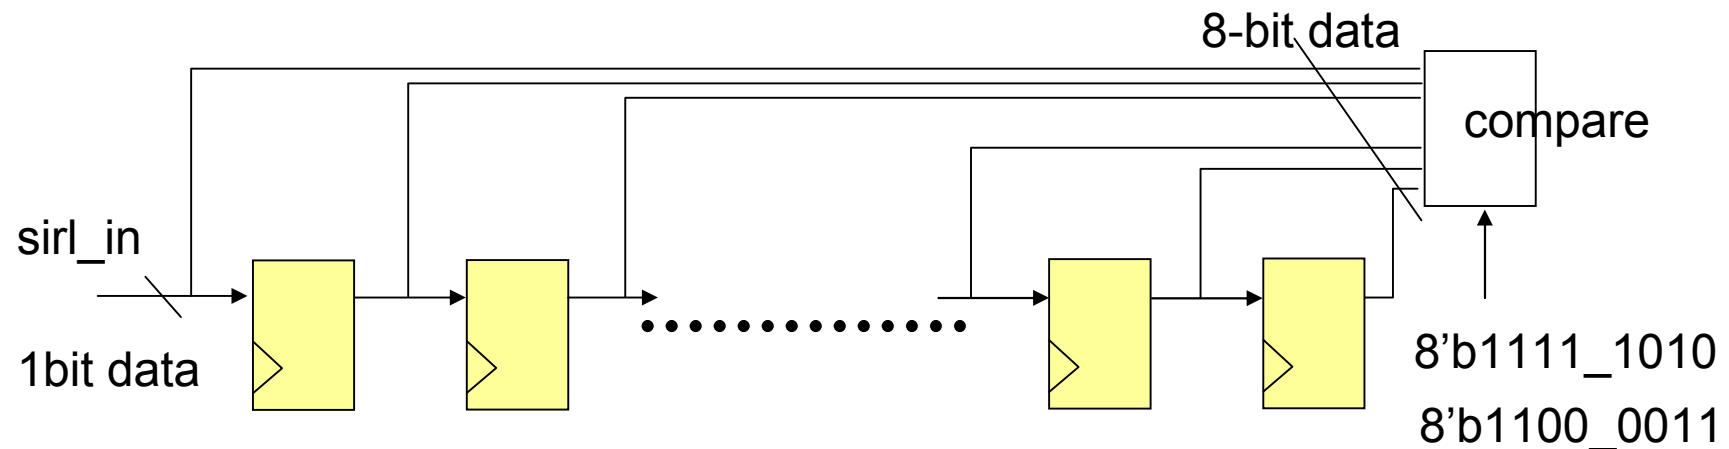 8-bit data
compare
sirl_in
1bit data
8’b1111_1010
8’b1100_0011